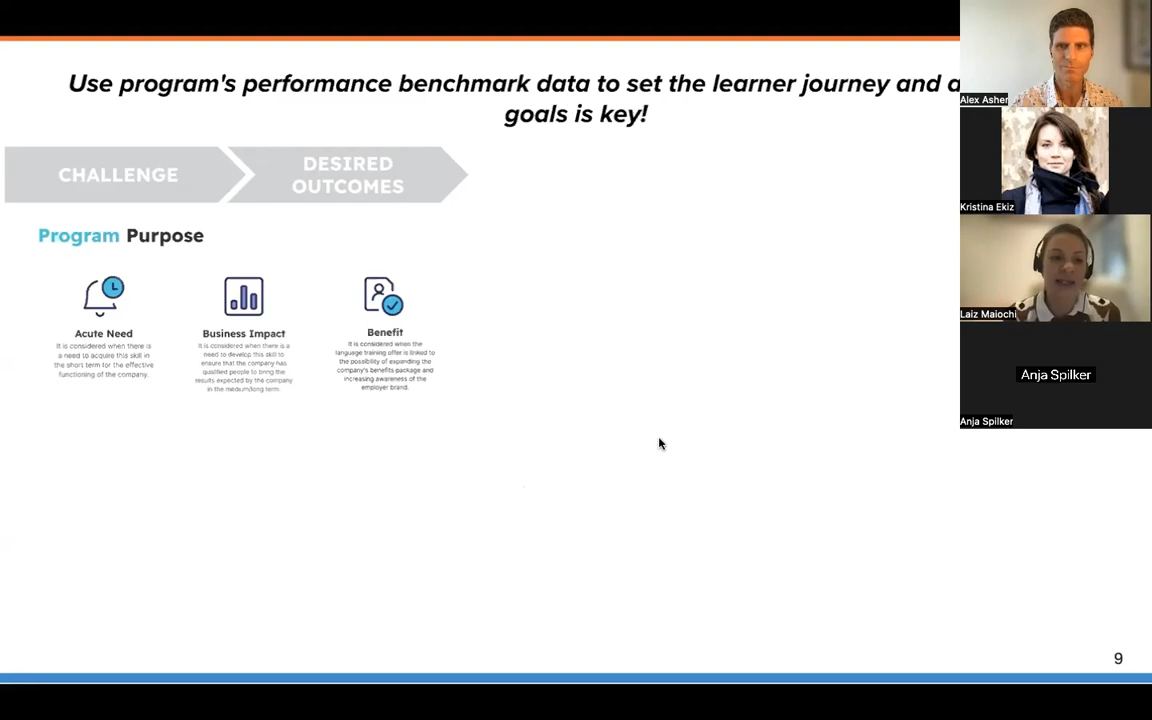 Use program's performance benchmark data to set the learner journey and a
goals is key!
CHALLENGE
DESIRED
OUTCOMES
Program Purpose
Acute Need
It is considered when there is
a need to acquire this skill in
the short term for the effective
functioning of the company.
Business Impact
It is considered when there is a
need to develop this skill to
ensure that the company has
qualified people to bring the
results expected by the company
in the medium/long term.
Benefit
It is considered when the
language training offer is linked to
the possibility of expanding the
company's benefits package and
increasing awareness of the
employer brand.
9
Alex Asher
Kristina Ekiz
Laiz Maiochi
Anja Spilker
Anja Spilker